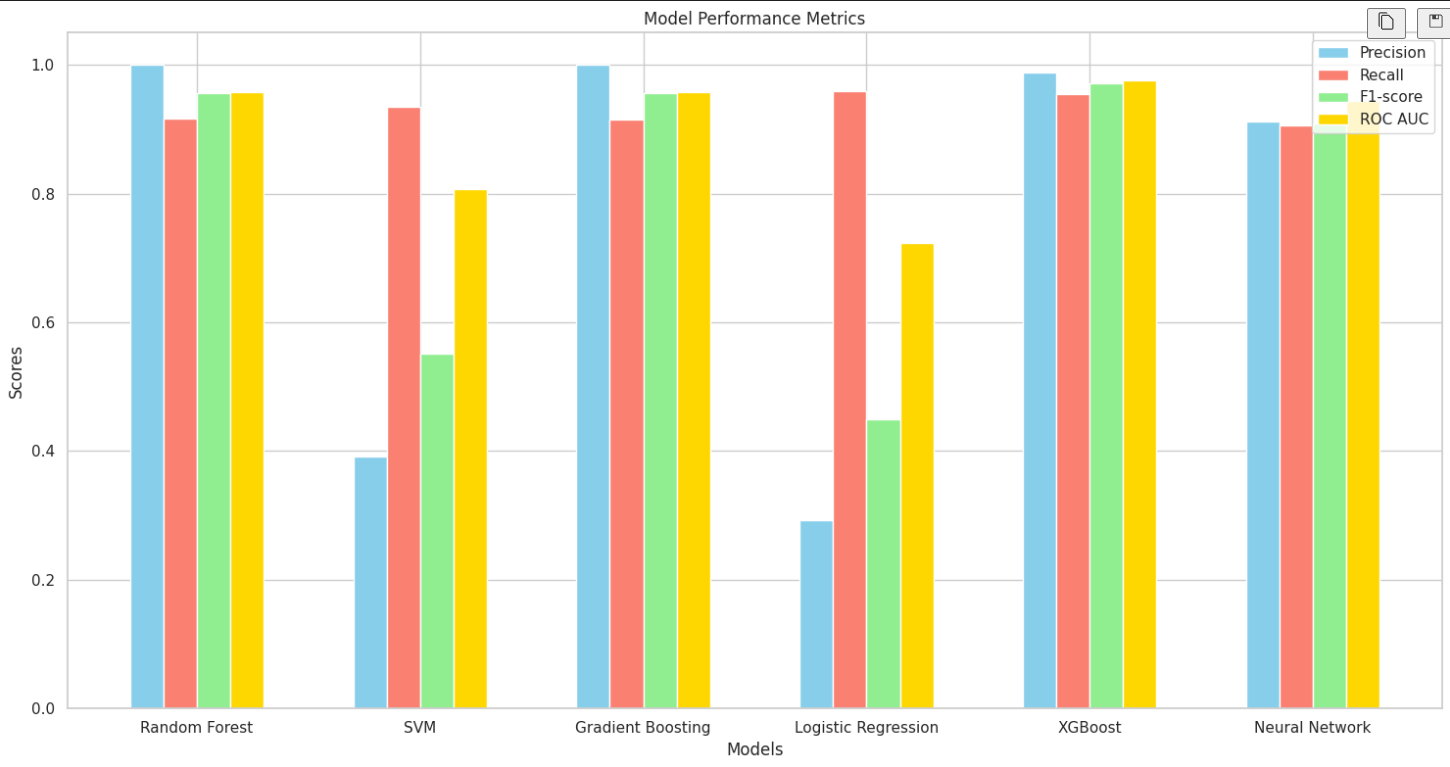 Model Performance Metrics
Precision
Recall
F1-score
ROC AUC
1.0
0.8
0.6
0.4
0.2
0.0
Scores
Random Forest
SVM
Gradient Boosting
Logistic Regression
XGBoost
Neural Network
Models